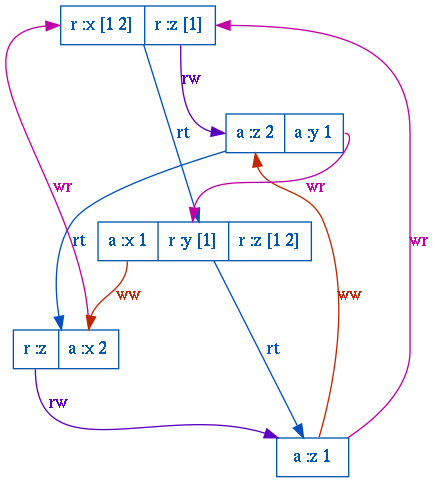 r :x [1 2] r :z [1]
rw
rt
a :z 2 a :y 1
wr wr
rt wr
a :x 1 r :y [1] r :z [1 2]
ww ww
r :z a :x 2
rt
rw
a :z 1